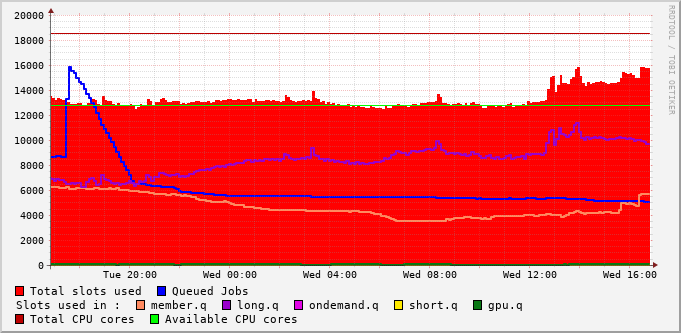 RRDTOOL / TOBI OETIKER
20000
18000
16000
14000
12000
10000
8000
6000
4000
2000
0
Tue 20:00 Wed 00:00 Wed 04:00 Wed 08:00 Wed 12:00 Wed 16:00
Total slots used Queued Jobs
Slots used in : member.q long.q ondemand.q short.q gpu.q
Total CPU cores Available CPU cores